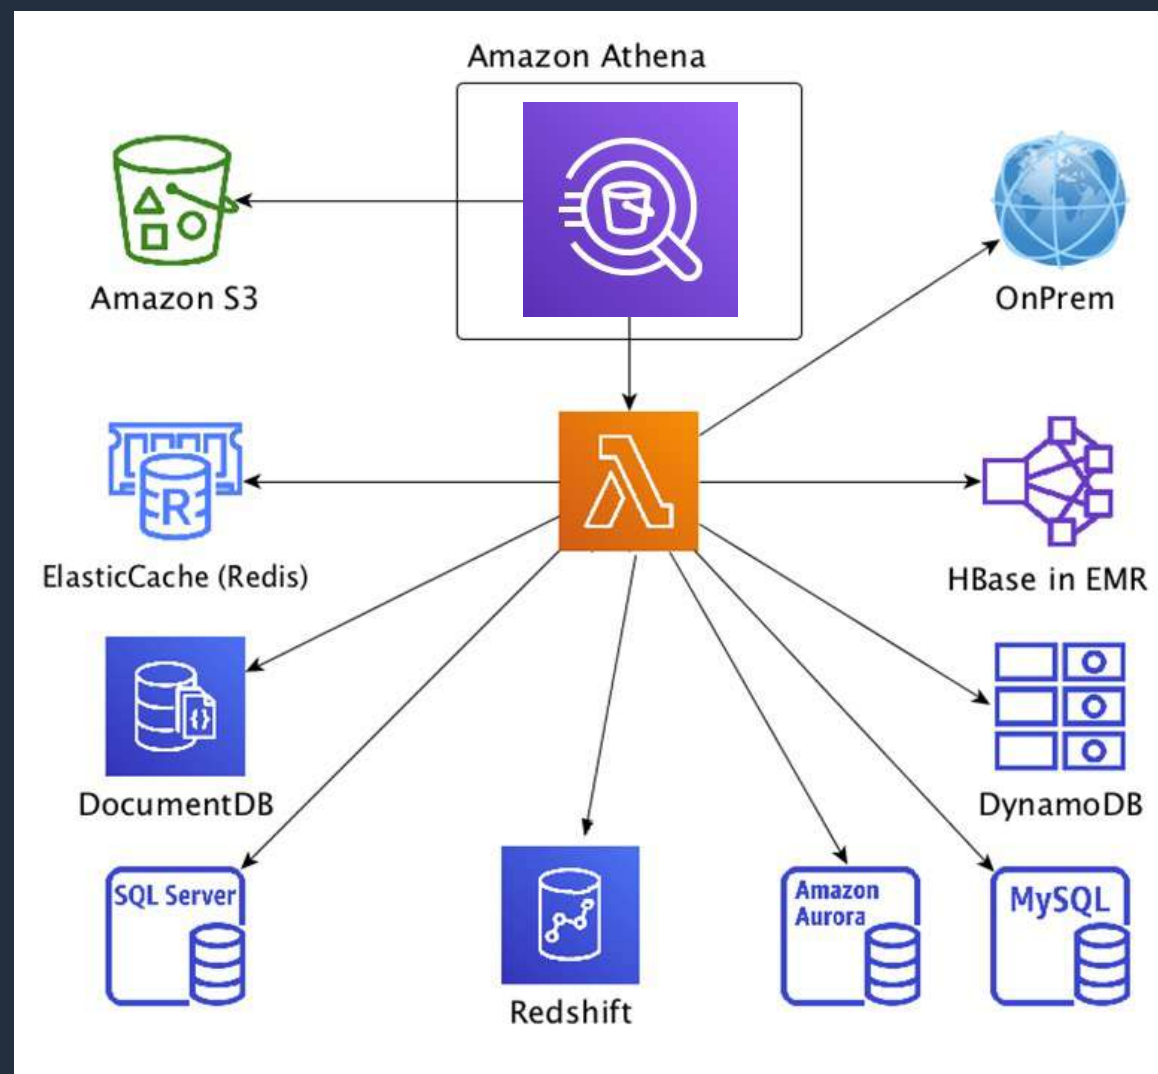 Amazon Athena
Amazon S3
OnPrem
R
ElasticCache (Redis)
HBase in EMR
{}
DocumentDB
DynamoDB
SQL Server
Amazon
Aurora
MySQL
Redshift